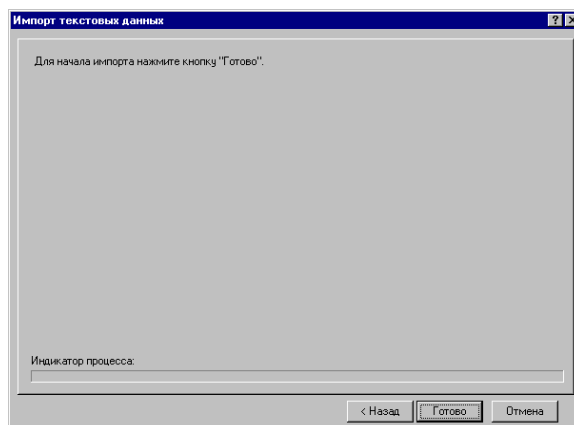 Импорт текстовых данных
Для начала импорта нажмите кнопку "Готово".
Индикатор процесса:
< Назад Готово Отмена